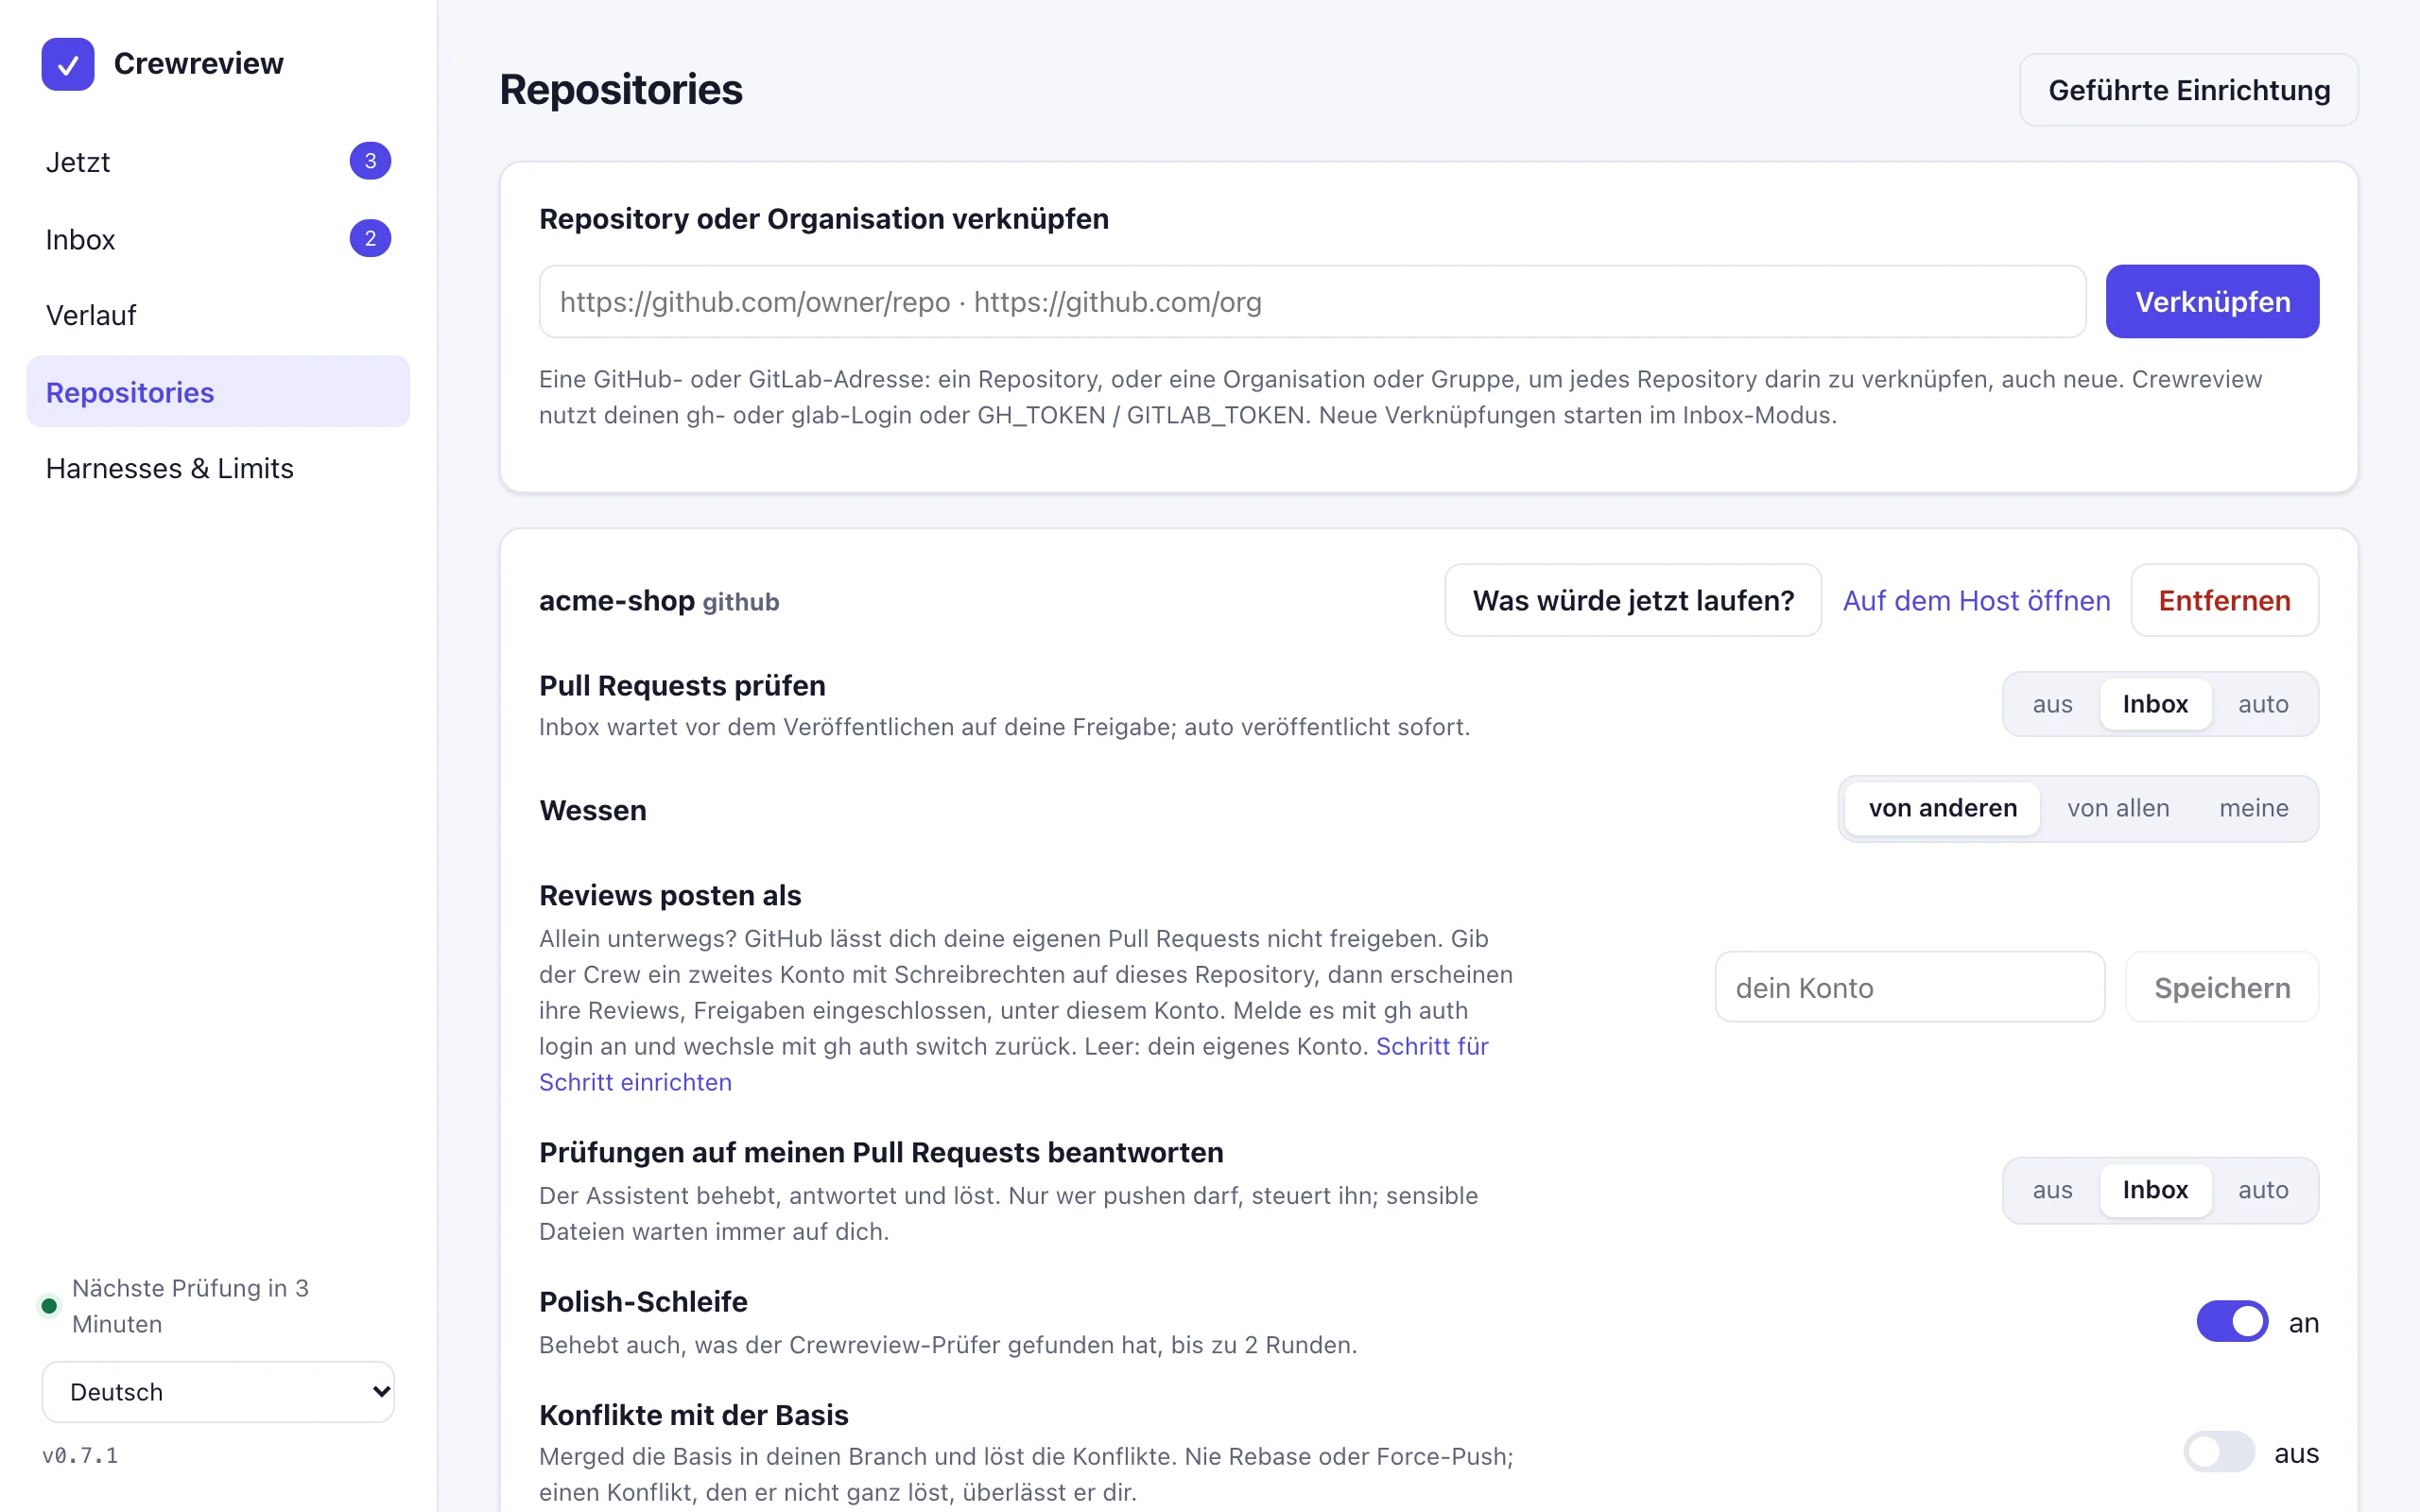 Crewreview
Jetzt 3
Inbox 2
Verlauf
Repositories
Harnesses & Limits
Nächste Prüfung in 3
Minuten
Deutsch
v0.7.1
Repositories
Geführte Einrichtung
Repository oder Organisation verknüpfen
https://github.com/owner/repo · https://github.com/org
Verknüpfen
Eine GitHub- oder GitLab-Adresse: ein Repository, oder eine Organisation oder Gruppe, um jedes Repository darin zu verknüpfen, auch neue. Crewreview
nutzt deinen gh- oder glab-Login oder GH_TOKEN / GITLAB_TOKEN. Neue Verknüpfungen starten im Inbox-Modus.
acme-shop github
Was würde jetzt laufen?
Auf dem Host öffnen
Entfernen
Pull Requests prüfen
Inbox wartet vor dem Veröffentlichen auf deine Freigabe; auto veröffentlicht sofort.
aus Inbox auto
Wessen
von anderen von allen meine
Reviews posten als
Allein unterwegs? GitHub lässt dich deine eigenen Pull Requests nicht freigeben. Gib
der Crew ein zweites Konto mit Schreibrechten auf dieses Repository, dann erscheinen
ihre Reviews, Freigaben eingeschlossen, unter diesem Konto. Melde es mit gh auth
login an und wechsle mit gh auth switch zurück. Leer: dein eigenes Konto. Schritt für
Schritt einrichten
dein Konto
Speichern
Prüfungen auf meinen Pull Requests beantworten
Der Assistent behebt, antwortet und löst. Nur wer pushen darf, steuert ihn; sensible
Dateien warten immer auf dich.
aus Inbox auto
Polish-Schleife
Behebt auch, was der Crewreview-Prüfer gefunden hat, bis zu 2 Runden.
an
Konflikte mit der Basis
Merged die Basis in deinen Branch und löst die Konflikte. Nie Rebase oder Force-Push;
einen Konflikt, den er nicht ganz löst, überlässt er dir.
aus